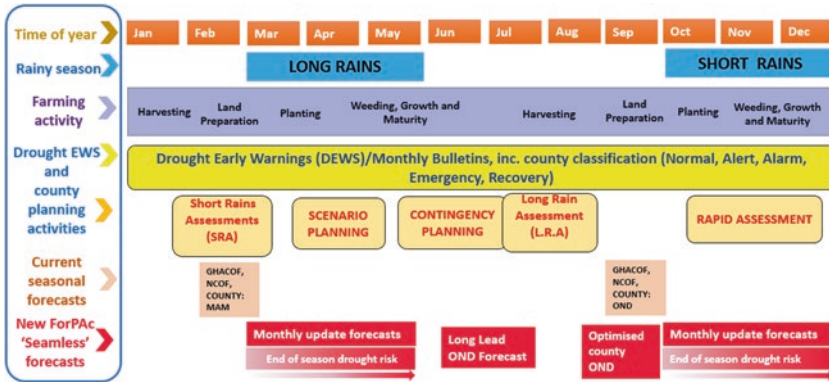 Time of year
Jan Feb Mar Apr May Jun Jul Aug Sep Oct Nov Dec
Rainy season
LONG RAINS SHORT RAINS
Farming
activity
Harvesting
Land
Preparation
Planting
Weeding, Growth and
Maturity
Harvesting
Land
Preparation
Planting
Weeding, Growth
and Maturity
Drought EWS
and
county
planning
activities
Drought Early Warnings (DEWS)/Monthly Bulletins, inc. county classification (Normal, Alert, Alarm,
Emergency, Recovery)
Short Rains
Assessments
(SRA)
SCENARIO
PLANNING
CONTINGENCY
PLANNING
Long Rain
Assessment
(L.R.A)
RAPID ASSESSMENT
Current
seasonal
forecasts
GHACOF,
NCOF,
COUNTY:
MAM
GHACOF,
NCOF,
COUNTY:
OND
New ForPAc
‘Seamless’
forecasts
Monthly update forecasts
End of season drought risk
Long Lead
OND Forecast
Optimised
county
OND
Monthly update forecasts
End of season drought risk